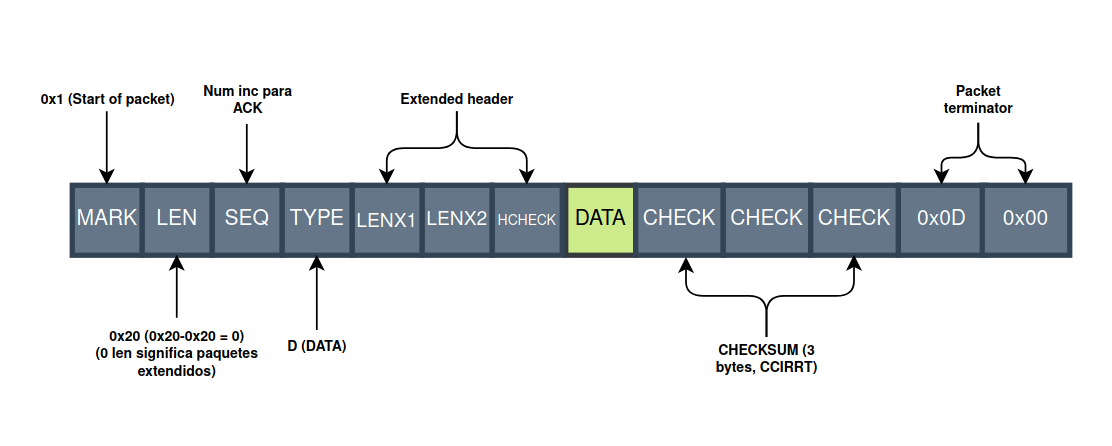 0x1 (Start of packet)
Num inc para
ACK
Extended header
Packet
terminator
MARK LEN SEQ TYPE LENX1 LENX2 HCHECK DATA CHECK CHECK CHECK 0x0D 0x00
0x20 (0x20-0x20 = 0)
(0 len significa paquetes
extendidos)
D (DATA)
CHECKSUM (3
bytes, CCIRRT)